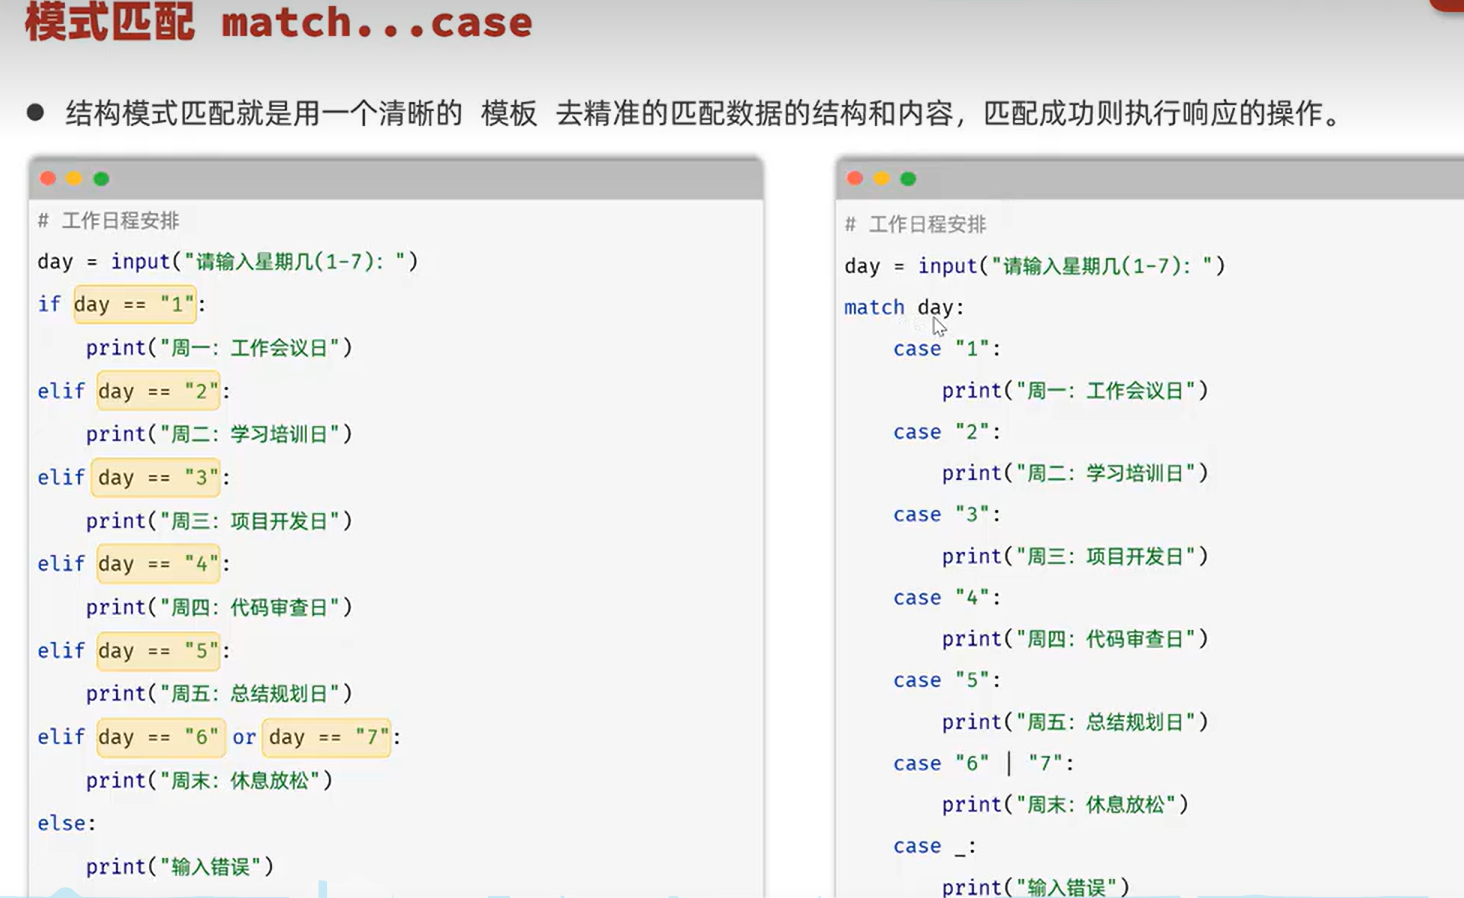 模式匹配 match...case
● 结构模式匹配就是用一个清晰的 模板 去精准的匹配数据的结构和内容，匹配成功则执行响应的操作。
# 工作日程安排
day = input("请输入星期几(1-7): ")
if day == "1":
    print("周一: 工作会议日")
elif day == "2":
    print("周二: 学习培训日")
elif day == "3":
    print("周三: 项目开发日")
elif day == "4":
    print("周四: 代码审查日")
elif day == "5":
    print("周五: 总结规划日")
elif day == "6" or day == "7":
    print("周末: 休息放松")
else:
    print("输入错误")
# 工作日程安排
day = input("请输入星期几(1-7): ")
match day:
    case "1":
        print("周一: 工作会议日")
    case "2":
        print("周二: 学习培训日")
    case "3":
        print("周三: 项目开发日")
    case "4":
        print("周四: 代码审查日")
    case "5":
        print("周五: 总结规划日")
    case "6" | "7":
        print("周末: 休息放松")
    case _:
        print("输入错误")